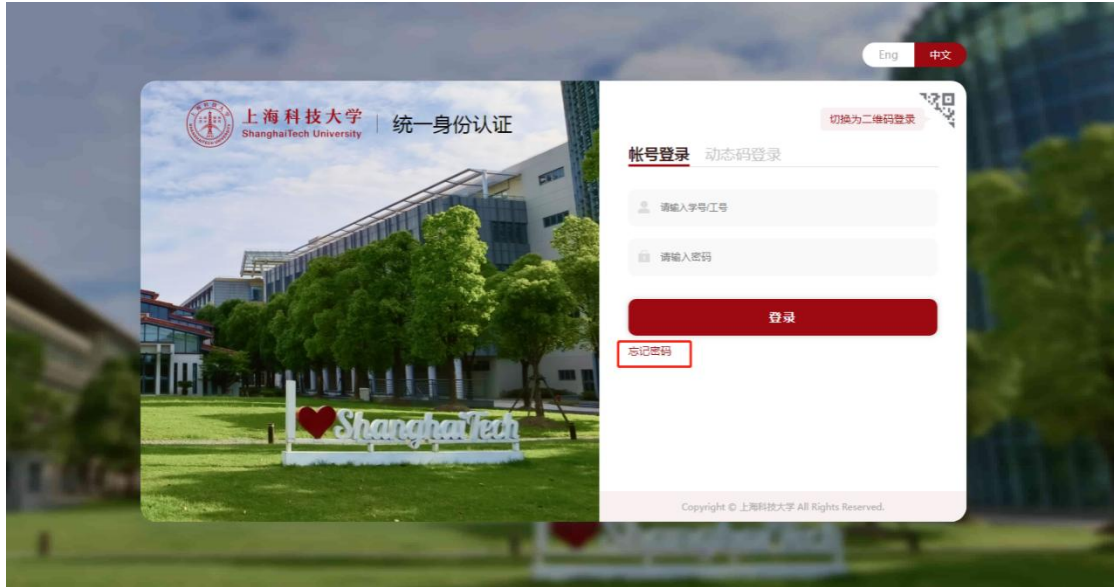 Eng 中文
上海科技大学
ShanghaiTech University
统一身份认证
切换为二维码登录
帐号登录 动态码登录
请输入学号/工号
请输入密码
登录
忘记密码
I ShanghaiTech
Copyright © 上海科技大学 All Rights Reserved.